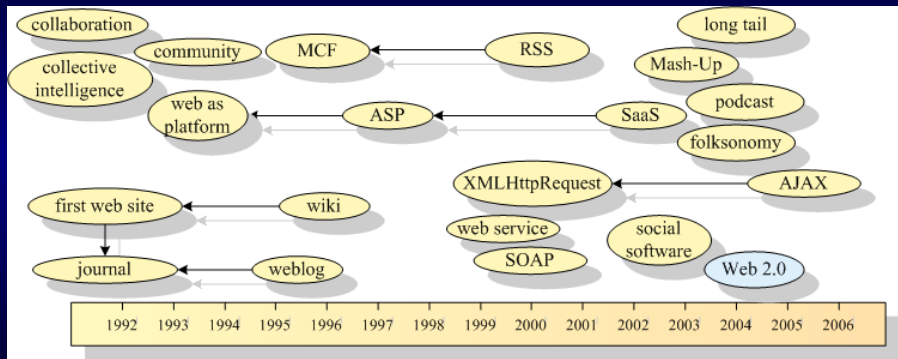 collaboration
community
MCF
RSS
long tail
collective
intelligence
Mash-Up
web as
platform
ASP
SaaS
podcast
folksonomy
XMLHttpRequest
AJAX
first web site
wiki
web service
social
software
journal
weblog
SOAP
Web 2.0
1992 1993 1994 1995 1996 1997 1998 1999 2000 2001 2002 2003 2004 2005 2006